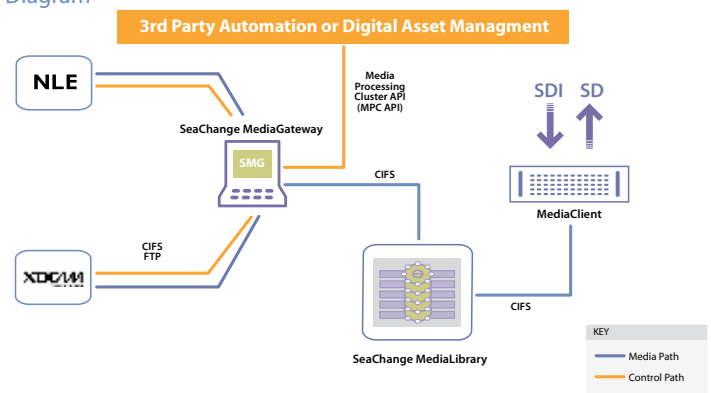 Diagram
3rd Party Automation or Digital Asset Managment
NLE
Media
Processing
Cluster API
(MPC API)
SDI SD
SeaChange MediaGateway
SMG
CIFS
MediaClient
CIFS
FTP
XDCAM
CIFS
SeaChange MediaLibrary
KEY
Media Path
Control Path